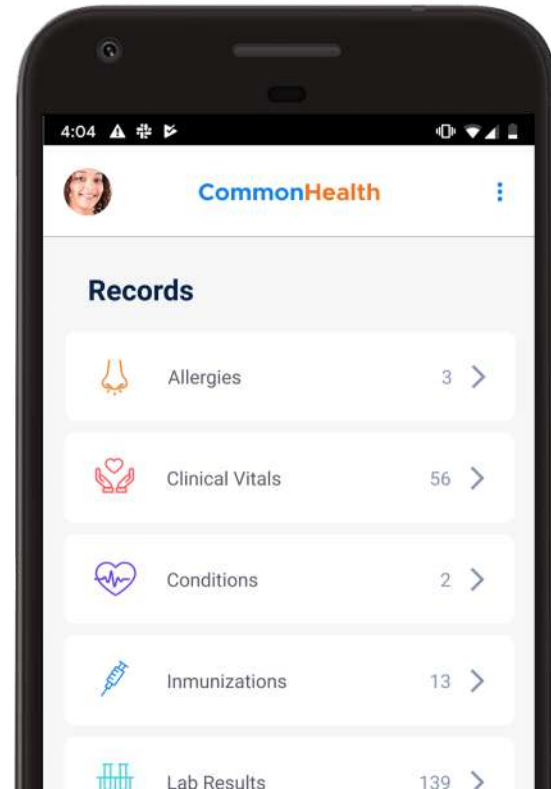 4:04
CommonHealth
Records
Allergies 3
Clinical Vitals 56
Conditions 2
Inmunizations 13
Lab Results 139